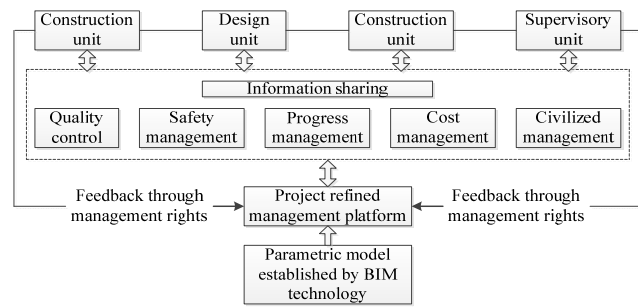 Construction
unit
Design
unit
Construction
unit
Supervisory
unit
Information sharing
Quality
control
Safety
management
Progress
management
Cost
management
Civilized
management
Feedback through
management rights
Project refined
management platform
Feedback through
management rights
Parametric model
established by BIM
technology